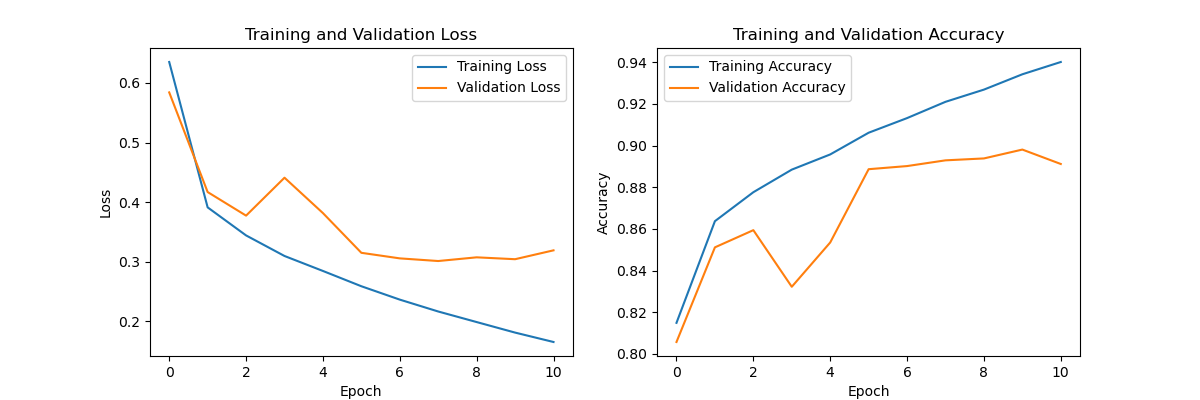 Training and Validation Loss
Training Loss
Validation Loss
0.6
0.5
0.4
0.3
0.2
Loss
0 2 4 6 8 10
Epoch
Training and Validation Accuracy
Training Accuracy
Validation Accuracy
0.94
0.92
0.90
0.88
0.86
0.84
0.82
0.80
Accuracy
0 2 4 6 8 10
Epoch